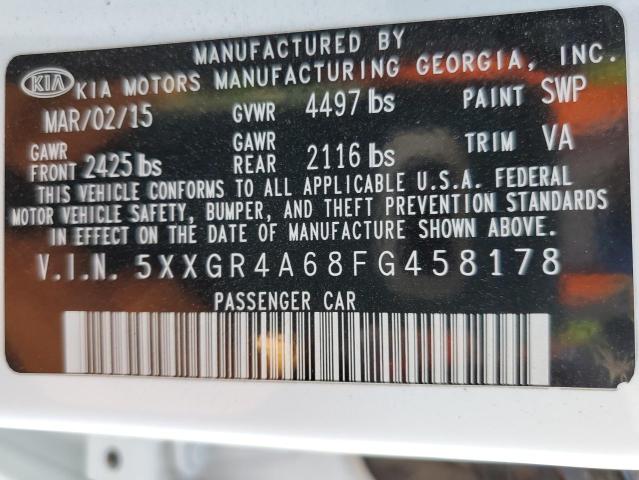 MANUFACTURED BY
KIA KIA MOTORS MANUFACTURING GEORGIA, INC.
MAR/02/15 GVWR 4497 lbs PAINT SWP
GAWR FRONT 2425 lbs GAWR REAR 2116 lbs TRIM VA
THIS VEHICLE CONFORMS TO ALL APPLICABLE U.S.A. FEDERAL
MOTOR VEHICLE SAFETY, BUMPER, AND THEFT PREVENTION STANDARDS
IN EFFECT ON THE DATE OF MANUFACTURE SHOWN ABOVE.
V.I.N. 5XXGR4A68FG458178
PASSENGER CAR